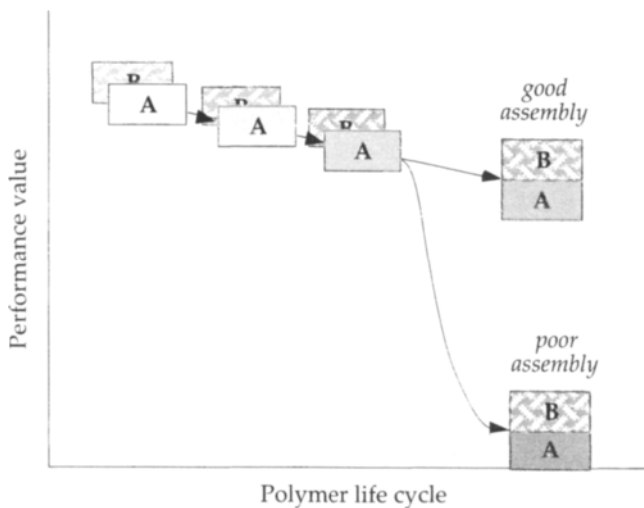 Performance value
B
A
B
A
B
A
good
assembly
B
A
poor
assembly
B
A
Polymer life cycle